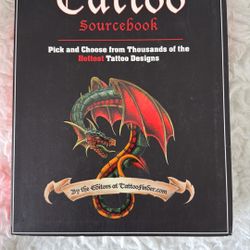 Tattoo
Sourcebook
Pick and Choose from Thousands of the
Hottest Tattoo Designs
By the Editors of TattooFinder.com